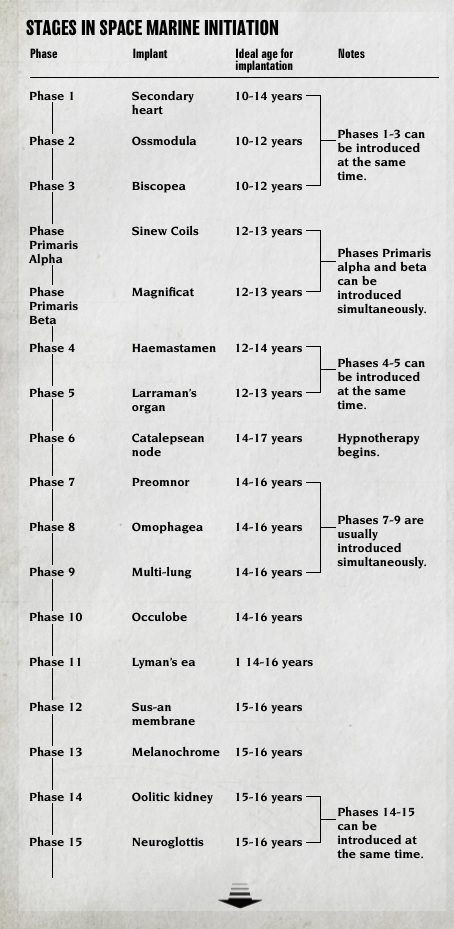 STAGES IN SPACE MARINE INITIATION
Phase Implant Ideal age for
implantation Notes
Phase 1 Secondary 10-14 years
heart
Phases 1-3 can
Phase 2 Ossmodula 10-12 years be introduced
at the same
time.
Phase 3 Biscopea 10-12 years
Phase Sinew Coils 12-13 years
Primaris
Alpha
Phases Primaris
alpha and beta
can be
introduced
simultaneously.
Phase Magnificat 12-13 years
Primaris
Beta
Phase 4 Haemastamen 12-14 years
Phases 4-5 can
be introduced
at the same
time.
Phase 5 Larraman's 12-13 years
organ
Phase 6 Catalepsean 14-17 years Hypnotherapy
node begins.
Phase 7 Preomnor 14-16 years
Phase 8 Omophagea 14-16 years
Phases 7-9 are
usually
introduced
simultaneously.
Phase 9 Multi-lung 14-16 years
Phase 10 Occulobe 14-16 years
Phase 11 Lyman's ea 1 14-16 years
Phase 12 Sus-an 15-16 years
membrane
Phase 13 Melanochrome 15-16 years
Phase 14 Oolitic kidney 15-16 years
Phases 14-15
can be
introduced at
the same time.
Phase 15 Neuroglottis 15-16 years